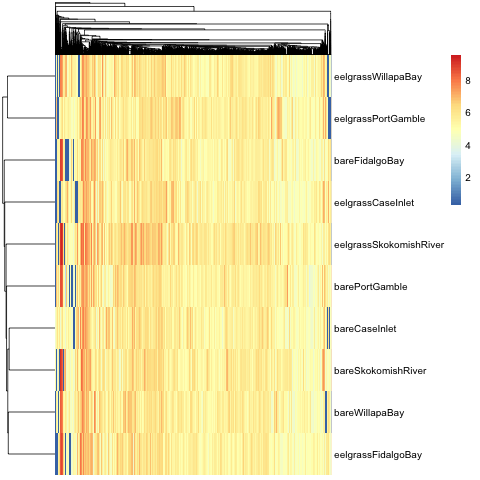 eelgrassWillapaBay
eelgrassPortGamble
bareFidalgoBay
eelgrassCaseInlet
eelgrassSkokomishRiver
barePortGamble
bareCaseInlet
bareSkokomishRiver
bareWillapaBay
eelgrassFidalgoBay
8
6
4
2